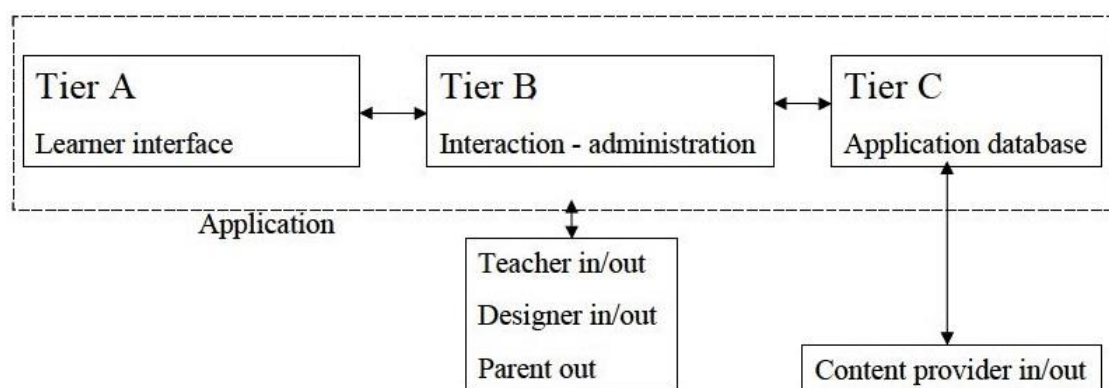 Tier A
Learner interface
Tier B
Interaction - administration
Tier C
Application database
Application
Teacher in/out
Designer in/out
Parent out
Content provider in/out